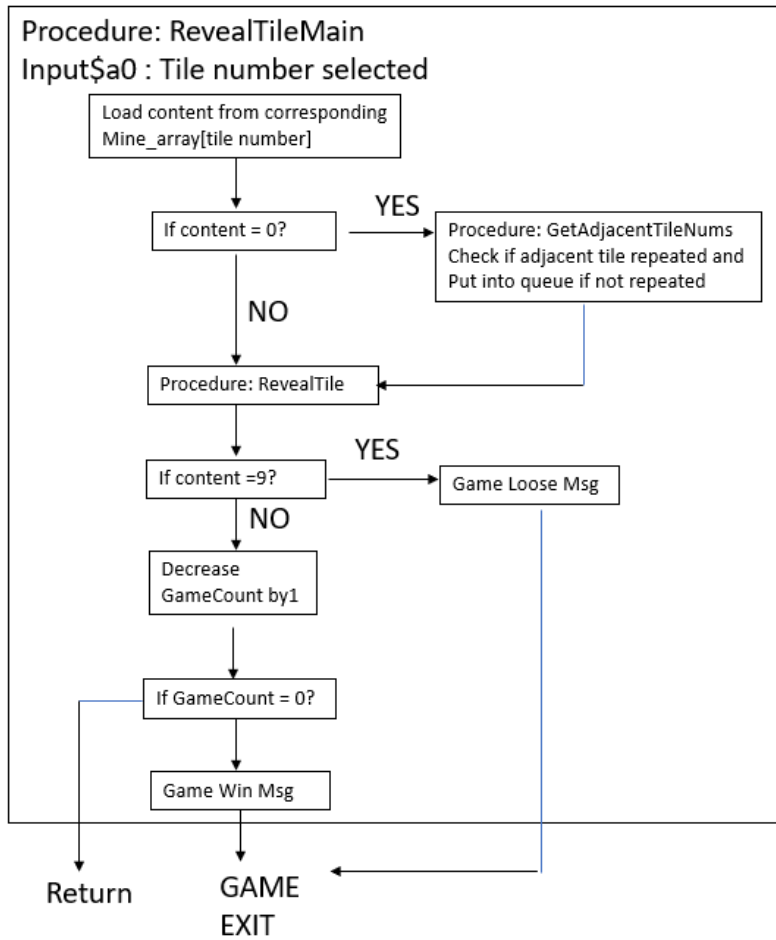 Procedure: RevealTileMain
Input$a0 : Tile number selected
Load content from corresponding
Mine_array[tile number]
If content = 0?
YES
Procedure: GetAdjacentTileNums
Check if adjacent tile repeated and
Put into queue if not repeated
NO
Procedure: RevealTile
If content =9?
YES
Game Loose Msg
NO
Decrease
GameCount by1
If GameCount = 0?
Game Win Msg
Return
GAME
EXIT